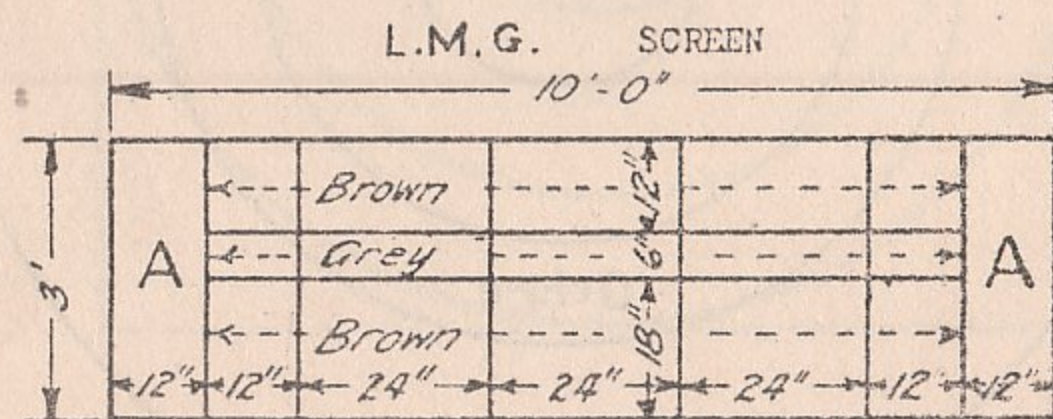 L.M.G. SCREEN
10'-0"
Brown
12"
3'
A
Grey
6"
A
Brown
18"
12" 12" 24" 24" 24" 12" 12"